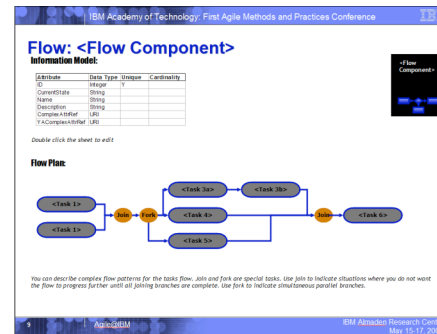 IBM Academy of Technology: First Agile Methods and Practices Conference
IBM
Flow: <Flow Component>
Information Model:
Attribute Data Type Unique Cardinality
ID Integer Y
CurrentState String
Name String
Description String
ComplexAttrRef URI
YAComplexAttrRef URI
<Flow
Component>
Double click the sheet to edit
Flow Plan:
<Task 3a> <Task 3b>
<Task 1>
Join Fork <Task 4> Join <Task 6>
<Task 1>
<Task 5>
You can describe complex flow patterns for the tasks flow. Join and fork are special tasks. Use join to indicate situations where you do not want
the flow to progress further until all joining branches are complete. Use fork to indicate simultaneous parallel branches.
9 Agile@IBM
IBM Almaden Research Cent
May 15-17, 200